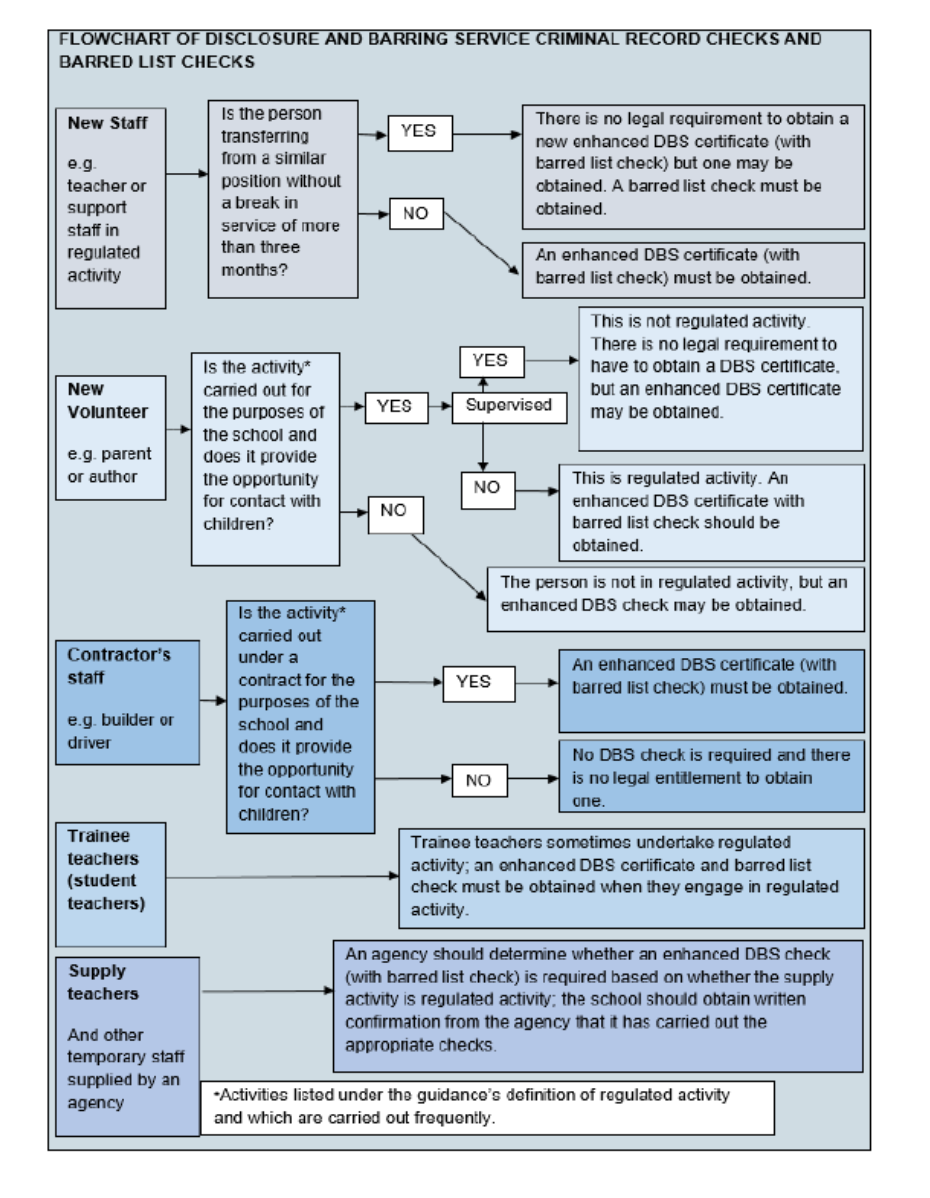 FLOWCHART OF DISCLOSURE AND BARRING SERVICE CRIMINAL RECORD CHECKS AND
BARRED LIST CHECKS
New Staff
e.g.
teacher or
support
staff in
regulated
activity
Is the person
transferring
from a similar
position without
a break in
service of more
than three
months?
YES
There is no legal requirement to obtain a
new enhanced DBS certificate (with
barred list check) but one may be
obtained. A barred list check must be
obtained.
NO
An enhanced DBS certificate (with
barred list check) must be obtained.
New
Volunteer
e.g. parent
or author
Is the activity*
carried out for
the purposes of
the school and
does it provide
the opportunity
for contact with
children?
YES
Supervised
YES
This is not regulated activity.
There is no legal requirement to
have to obtain a DBS certificate,
but an enhanced DBS certificate
may be obtained.
NO
This is regulated activity. An
enhanced DBS certificate with
barred list check should be
obtained.
NO
The person is not in regulated activity, but an
enhanced DBS check may be obtained.
Contractor's
staff
e.g. builder or
driver
Is the activity*
carried out
under a
contract for the
purposes of the
school and
does it provide
the opportunity
for contact with
children?
YES
An enhanced DBS certificate (with
barred list check) must be obtained.
NO
No DBS check is required and there
is no legal entitlement to obtain
one.
Trainee
teachers
(student
teachers)
Trainee teachers sometimes undertake regulated
activity; an enhanced DBS certificate and barred list
check must be obtained when they engage in regulated
activity.
Supply
teachers
And other
temporary staff
supplied by an
agency
An agency should determine whether an enhanced DBS check
(with barred list check) is required based on whether the supply
activity is regulated activity; the school should obtain written
confirmation from the agency that it has carried out the
appropriate checks.
*Activities listed under the guidance's definition of regulated activity
and which are carried out frequently.